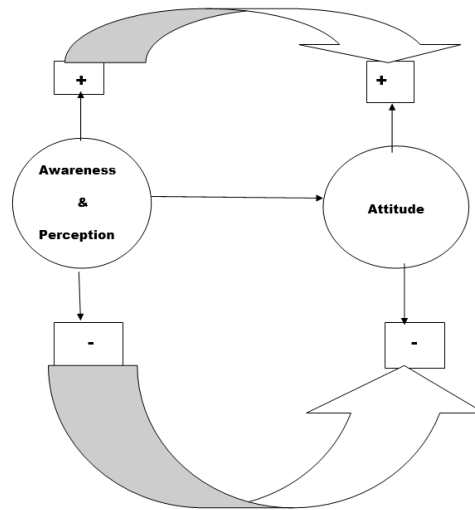 +
+
Awareness
&
Perception
Attitude
-
-